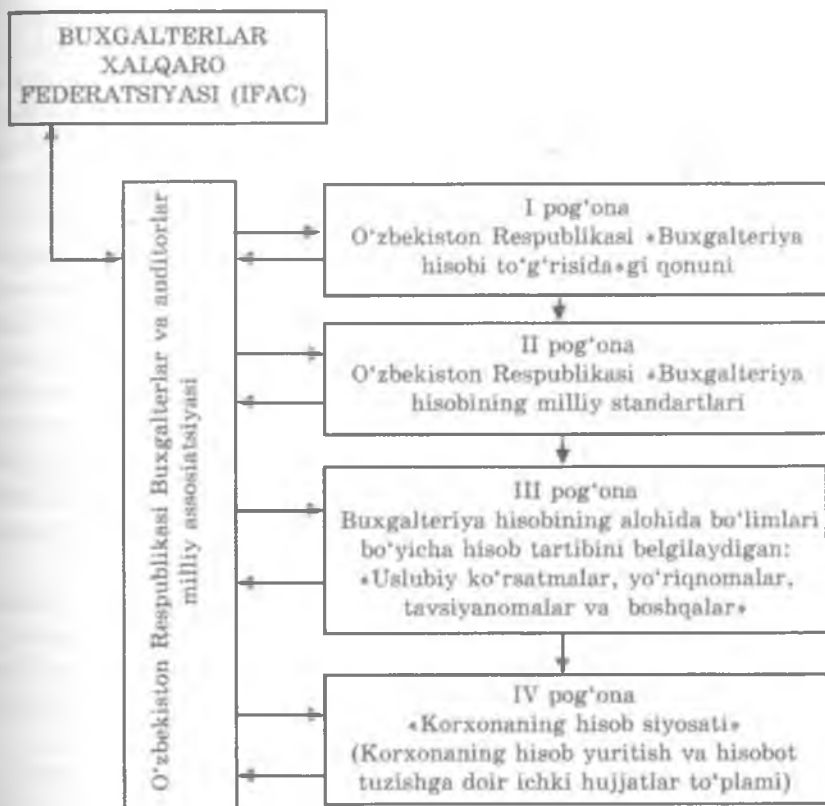 BUXGALTERLAR
XALQARO
FEDERATSIYASI (IFAC)
O‘zbekiston Respublikasi Buxgalterlar va auditorlar
milliy assosiatsiyasi
I pog‘ona
O‘zbekiston Respublikasi «Buxgalteriya
hisobi to‘g‘risida»gi qonuni
II pog‘ona
O‘zbekiston Respublikasi «Buxgalteriya
hisobining milliy standartlari
III pog‘ona
Buxgalteriya hisobining alohida bo‘limlari
bo‘yicha hisob tartibini belgilaydigan:
«Uslubiy ko‘rsatmalar, yo‘riqnomalar,
tavsiyanomalar va boshqalar»
IV pog‘ona
«Korxonaning hisob siyosati»
(Korxonaning hisob yuritish va hisobot
tuzishga doir ichki hujjatlar to‘plami)